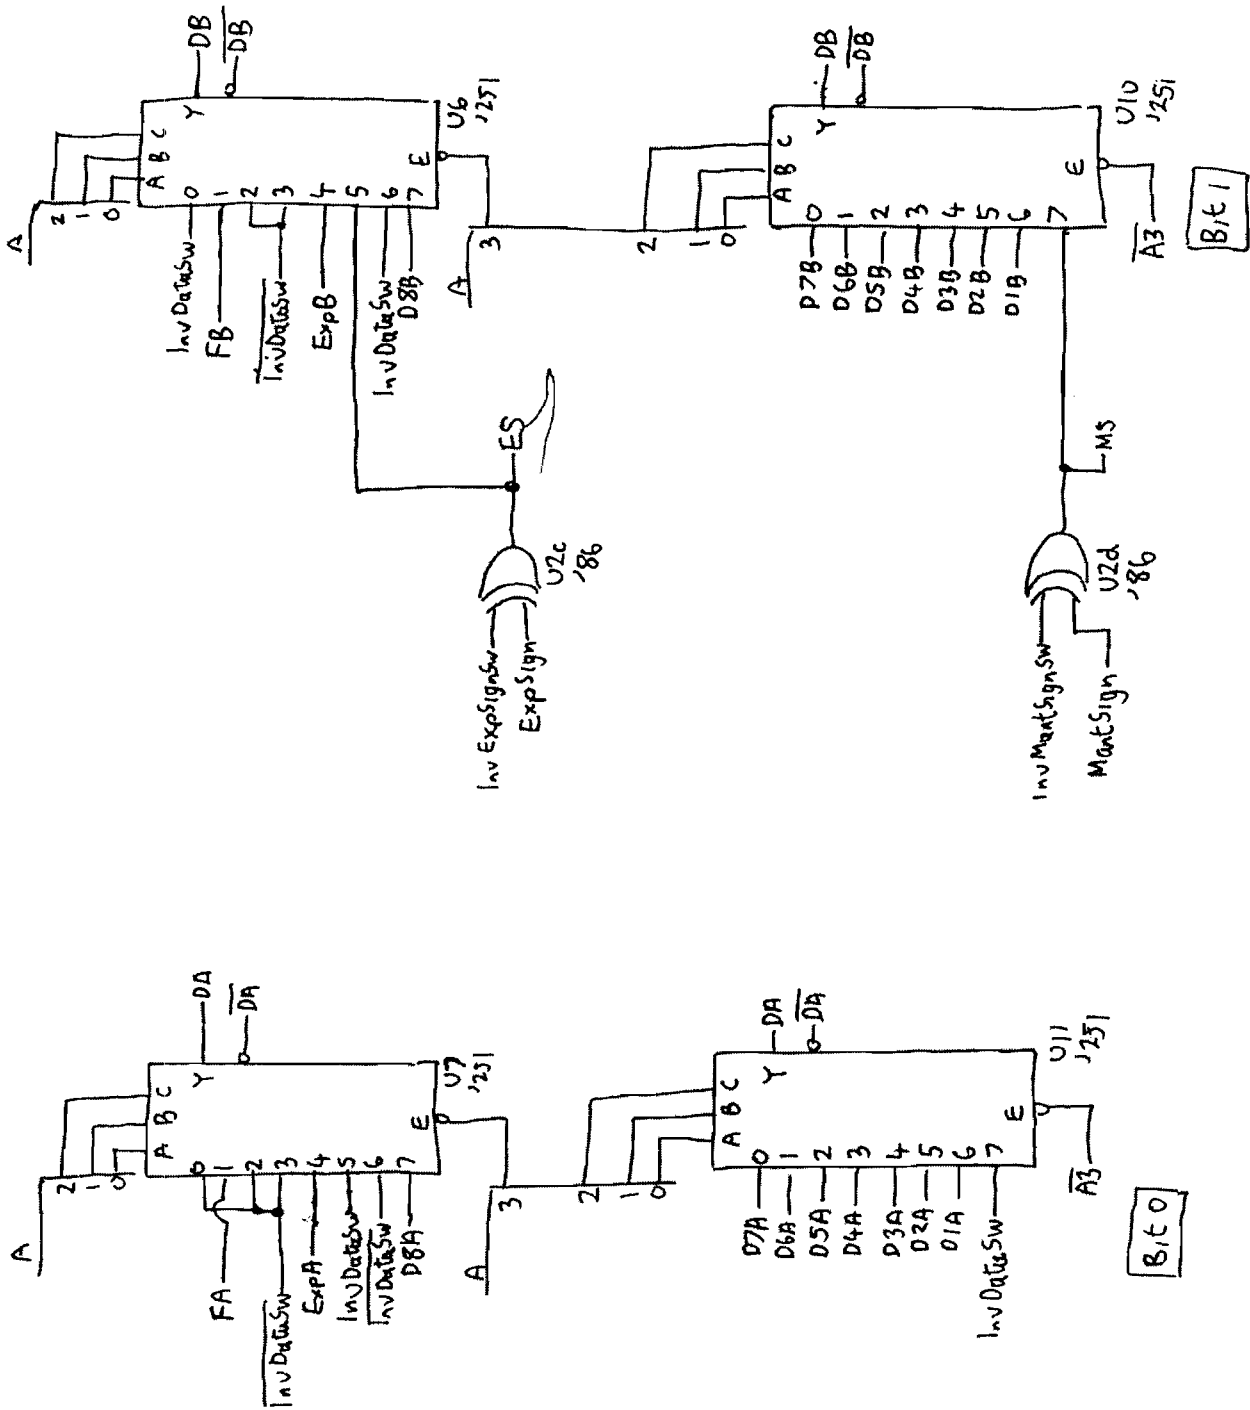 A
2
1
0
A B C
Y
DB
DB
InvDataSw
FB
InvDataSw
ExpB
InvDataSw
D8B
0
1
2
3
4
5
6
7
E
U6
'251
A
3
InvExpSignSw
ExpSign
U2c
'86
ES
2
1
0
A B C
Y
DB
DB
D7B
D6B
D5B
D4B
D3B
D2B
D1B
0
1
2
3
4
5
6
7
E
U10
'251
A3
Bit 1
InvMantSignSw
MantSign
U2d
'86
MS
A
2
1
0
A B C
Y
DA
DA
FA
InvDataSw
ExpA
InvDataSw
InvDataSw
D8A
0
1
2
3
4
5
6
7
E
U7
'251
A
3
2
1
0
A B C
Y
DA
DA
D7A
D6A
D5A
D4A
D3A
D2A
D1A
InvDataSw
0
1
2
3
4
5
6
7
E
U11
'251
A3
Bit 0